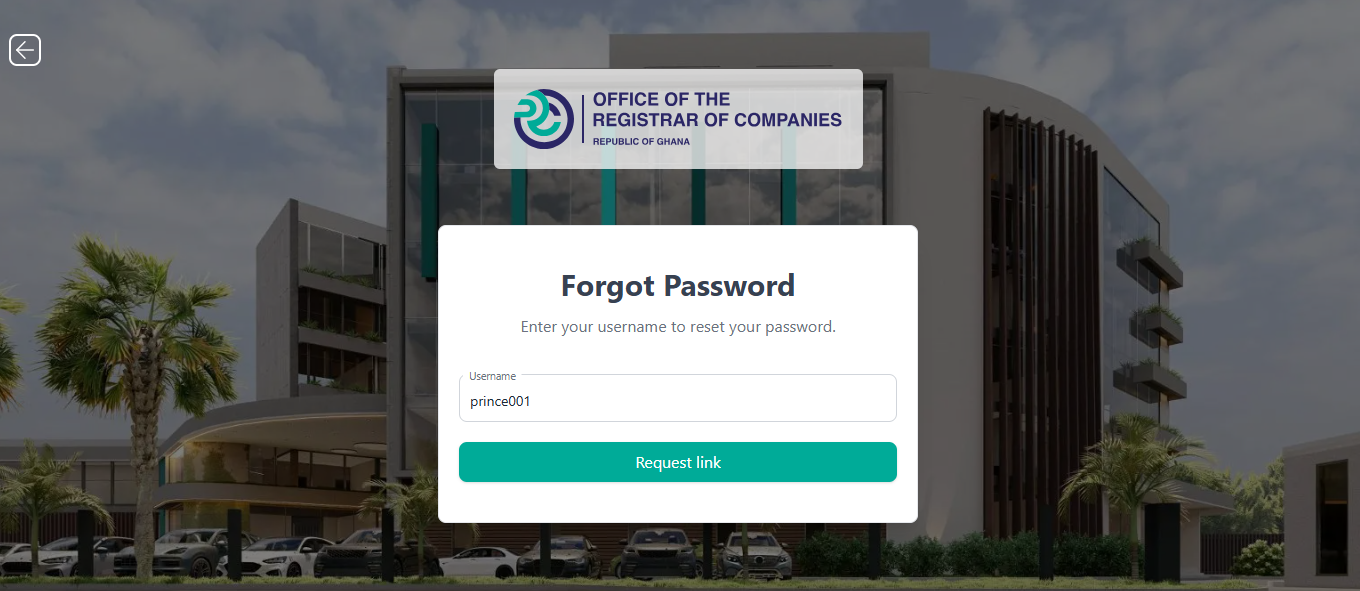 OFFICE OF THE
REGISTRAR OF COMPANIES
REPUBLIC OF GHANA
Forgot Password
Enter your username to reset your password.
Username
prince001
Request link